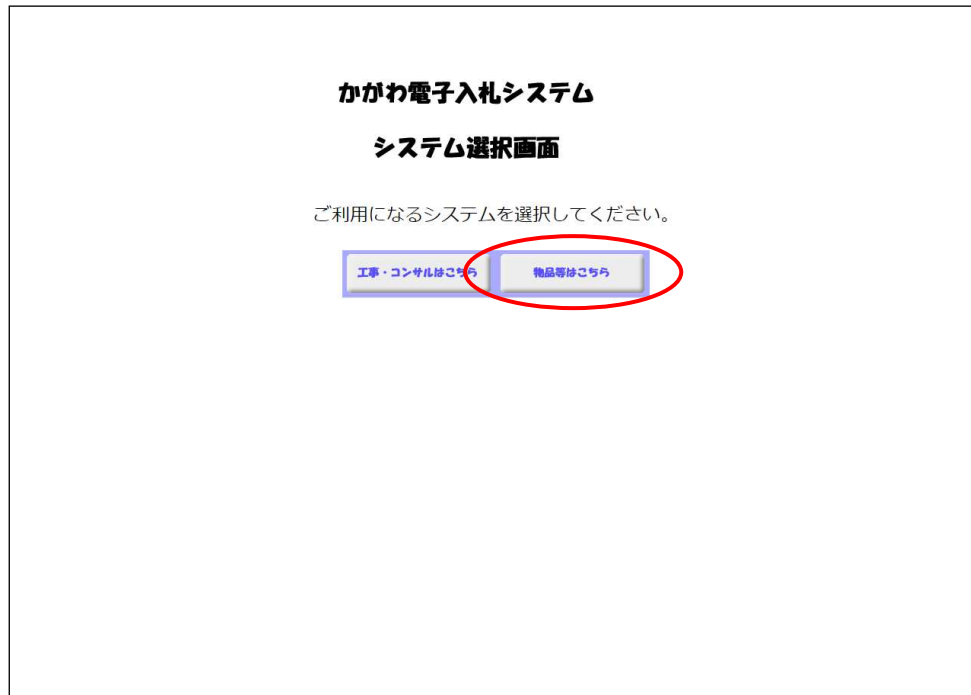 かがわ電子入札システム
システム選択画面
ご利用になるシステムを選択してください。
工事・コンサルはこちら 物品等はこちら